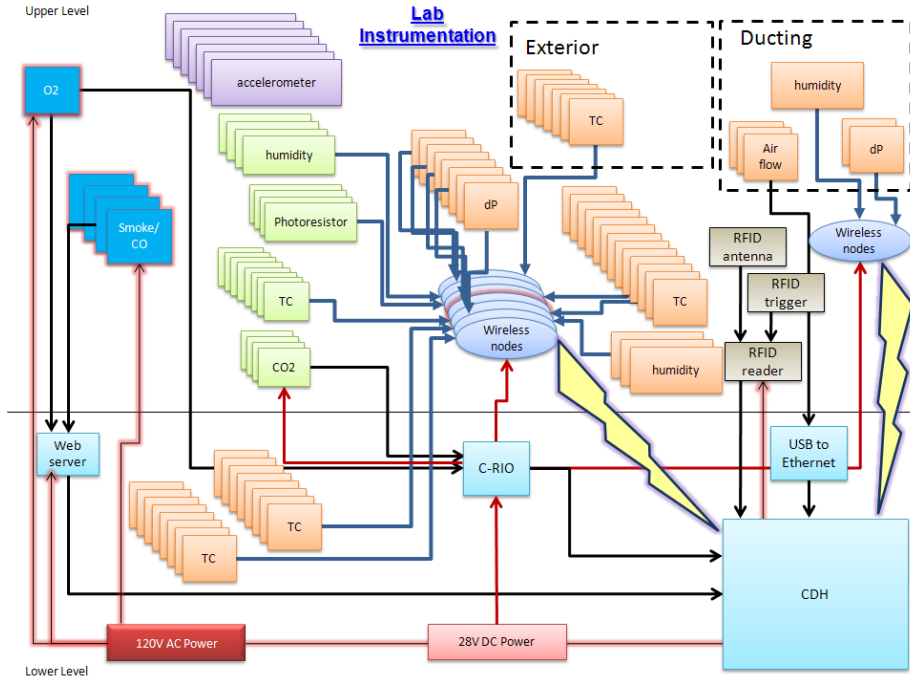 Upper Level
Lab
Instrumentation
Exterior
Ducting
O2
accelerometer
humidity
TC
humidity
Air
flow
dP
Smoke/
CO
Photoresistor
dP
Wireless
nodes
RFID
antenna
RFID
trigger
TC
TC
Wireless
nodes
CO2
humidity
RFID
reader
Web
server
C-RIO
USB to
Ethernet
TC
TC
CDH
120V AC Power
28V DC Power
Lower Level